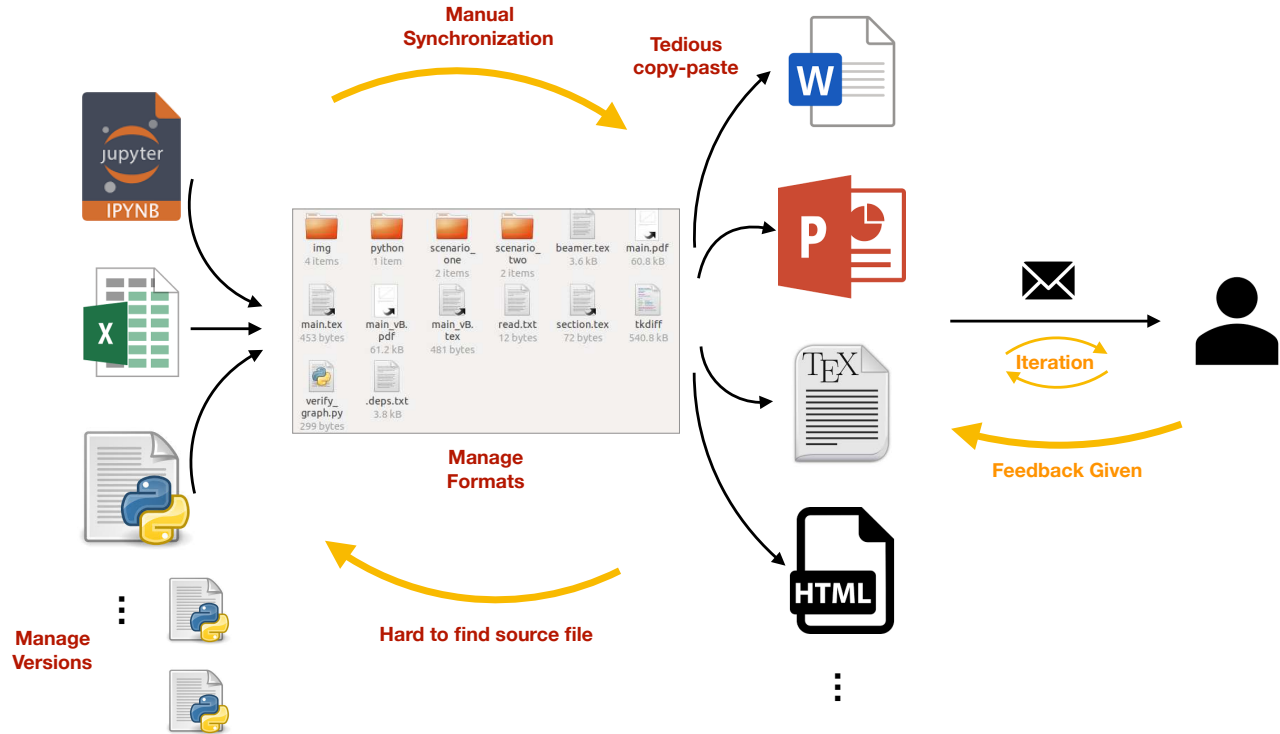 Manual
Synchronization
Tedious
copy-paste
W
jupyter
IPYNB
P
img
4 items
python
1 item
scenario_
one
2 items
scenario_
two
2 items
beamer.tex
3.6 kB
main.pdf
60.8 kB
X
main.tex
453 bytes
main_vB.
pdf
61.2 kB
main_vB.
tex
481 bytes
read.txt
12 bytes
section.tex
72 bytes
tkdiff
540.8 kB
verify_
graph.py
299 bytes
.deps.txt
3.8 kB
Iteration
TEX
Manage
Formats
Feedback Given
HTML
Hard to find source file
Manage
Versions